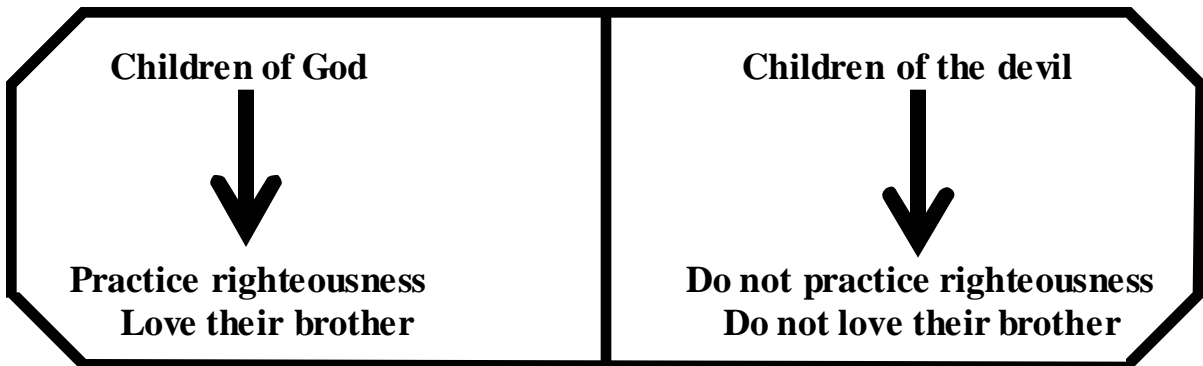 Children of God
Practice righteousness
Love their brother
Children of the devil
Do not practice righteousness
Do not love their brother